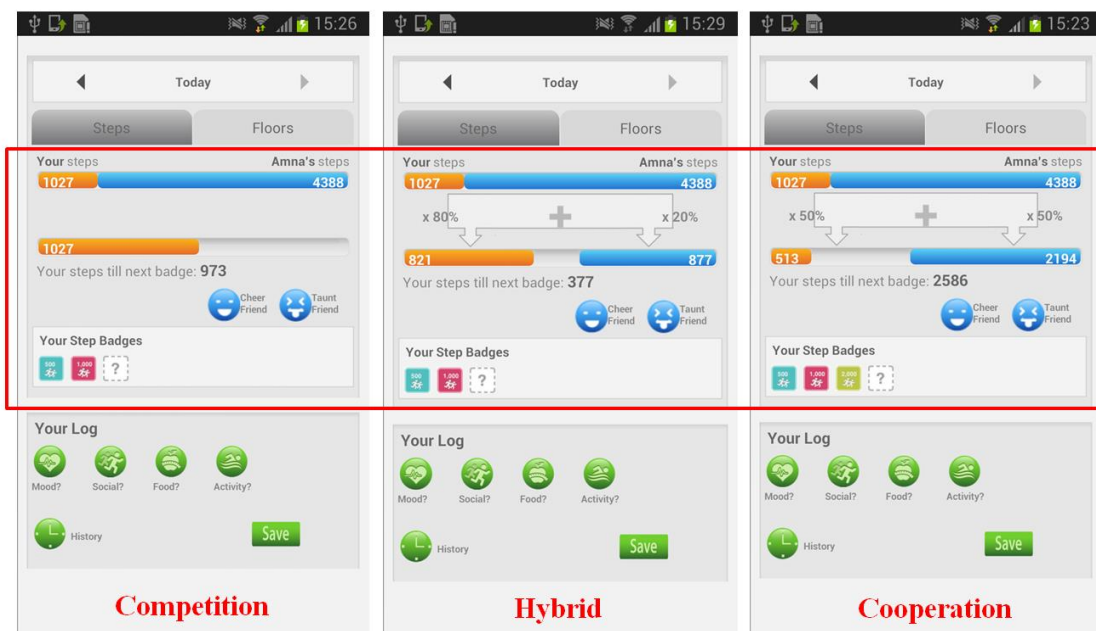 15:26
Today
Steps Floors
Your steps Amna's steps
1027 4388
1027
Your steps till next badge: 973
Cheer Friend
Taunt Friend
Your Step Badges
500 1,000 ?
Your Log
Mood? Social? Food? Activity?
History Save
Competition
15:29
Today
Steps Floors
Your steps Amna's steps
1027 4388
x 80% + x 20%
821 877
Your steps till next badge: 377
Cheer Friend
Taunt Friend
Your Step Badges
500 1,000 ?
Your Log
Mood? Social? Food? Activity?
History Save
Hybrid
15:23
Today
Steps Floors
Your steps Amna's steps
1027 4388
x 50% + x 50%
513 2194
Your steps till next badge: 2586
Cheer Friend
Taunt Friend
Your Step Badges
500 1,000 2,000 ?
Your Log
Mood? Social? Food? Activity?
History Save
Cooperation